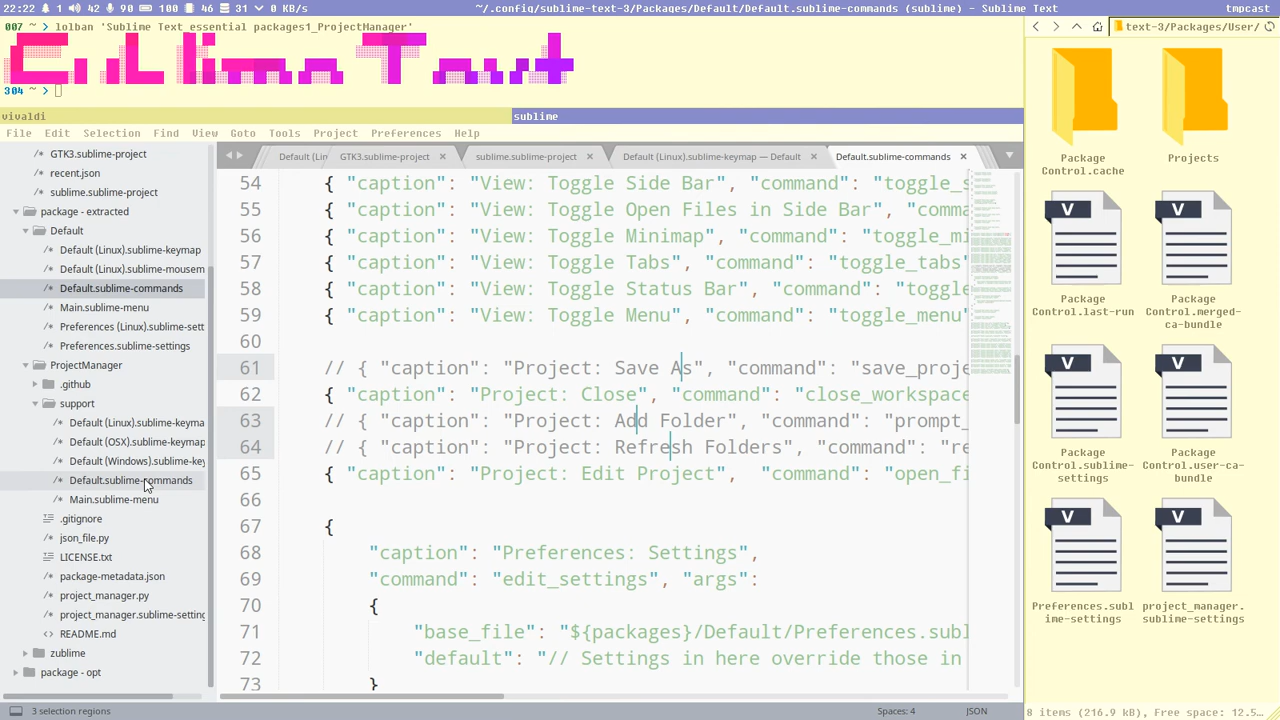 22:22 1 42 90 100 46 31 0 KB/s
~/.config/sublime-text-3/Packages/Default/Default.sublime-commands (sublime) - Sublime Text
tmpcast
007 ~ > lolban 'Sublime Text essential packages1_ProjectManager'
304 ~ >
vivaldi
sublime
File Edit Selection Find View Goto Tools Project Preferences Help
GTK3.sublime-project
recent.json
sublime.sublime-project
package - extracted
Default
Default (Linux).sublime-keymap
Default (Linux).sublime-mousem
Default.sublime-commands
Main.sublime-menu
Preferences (Linux).sublime-sett
Preferences.sublime-settings
ProjectManager
.github
support
Default (Linux).sublime-keyma
Default (OSX).sublime-keymap
Default (Windows).sublime-key
Default.sublime-commands
Main.sublime-menu
.gitignore
json_file.py
LICENSE.txt
package-metadata.json
project_manager.py
project_manager.sublime-setting
README.md
zublime
package - opt
Default (Lin GTK3.sublime-project sublime.sublime-project Default (Linux).sublime-keymap — Default Default.sublime-commands
54 { "caption": "View: Toggle Side Bar", "command": "toggle_s
55 { "caption": "View: Toggle Open Files in Side Bar", "comma
56 { "caption": "View: Toggle Minimap", "command": "toggle_mi
57 { "caption": "View: Toggle Tabs", "command": "toggle_tabs"
58 { "caption": "View: Toggle Status Bar", "command": "toggle
59 { "caption": "View: Toggle Menu", "command": "toggle_menu"
60
61 // { "caption": "Project: Save As", "command": "save_proje
62 { "caption": "Project: Close", "command": "close_workspace
63 // { "caption": "Project: Add Folder", "command": "prompt_
64 // { "caption": "Project: Refresh Folders", "command": "re
65 { "caption": "Project: Edit Project", "command": "open_fi
66
67 {
68 "caption": "Preferences: Settings",
69 "command": "edit_settings", "args":
70 {
71 "base_file": "${packages}/Default/Preferences.subl
72 "default": "// Settings in here override those in
73 }
3 selection regions
Spaces: 4
JSON
text-3/Packages/User/
Package Control.cache
Projects
Package Control.last-run
Package Control.merged-ca-bundle
Package Control.sublime-settings
Package Control.user-ca-bundle
Preferences.subl ime-settings
project_manager. sublime-settings
8 items (216.9 kB), Free space: 12.5…